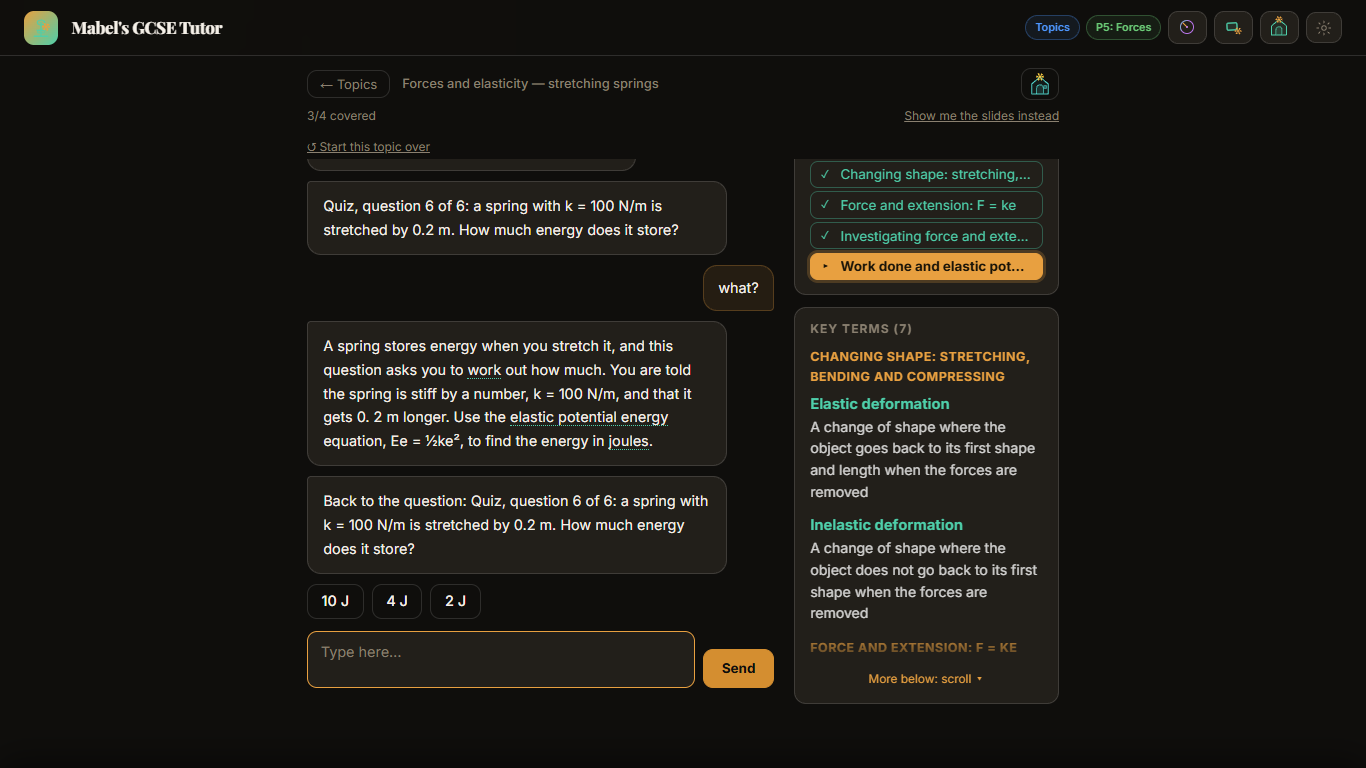 Mabel's GCSE Tutor
Topics
P5: Forces
← Topics
Forces and elasticity — stretching springs
3/4 covered
Show me the slides instead
↺ Start this topic over
Quiz, question 6 of 6: a spring with k = 100 N/m is
stretched by 0.2 m. How much energy does it store?
what?
A spring stores energy when you stretch it, and this
question asks you to work out how much. You are told
the spring is stiff by a number, k = 100 N/m, and that it
gets 0. 2 m longer. Use the elastic potential energy
equation, Ee = ½ke², to find the energy in joules.
Back to the question: Quiz, question 6 of 6: a spring with
k = 100 N/m is stretched by 0.2 m. How much energy
does it store?
10 J
4 J
2 J
Type here...
Send
✓ Changing shape: stretching,...
✓ Force and extension: F = ke
✓ Investigating force and exte...
▸ Work done and elastic pot...
KEY TERMS (7)
CHANGING SHAPE: STRETCHING,
BENDING AND COMPRESSING
Elastic deformation
A change of shape where the
object goes back to its first shape
and length when the forces are
removed
Inelastic deformation
A change of shape where the
object does not go back to its first
shape when the forces are
removed
FORCE AND EXTENSION: F = KE
More below: scroll ▾